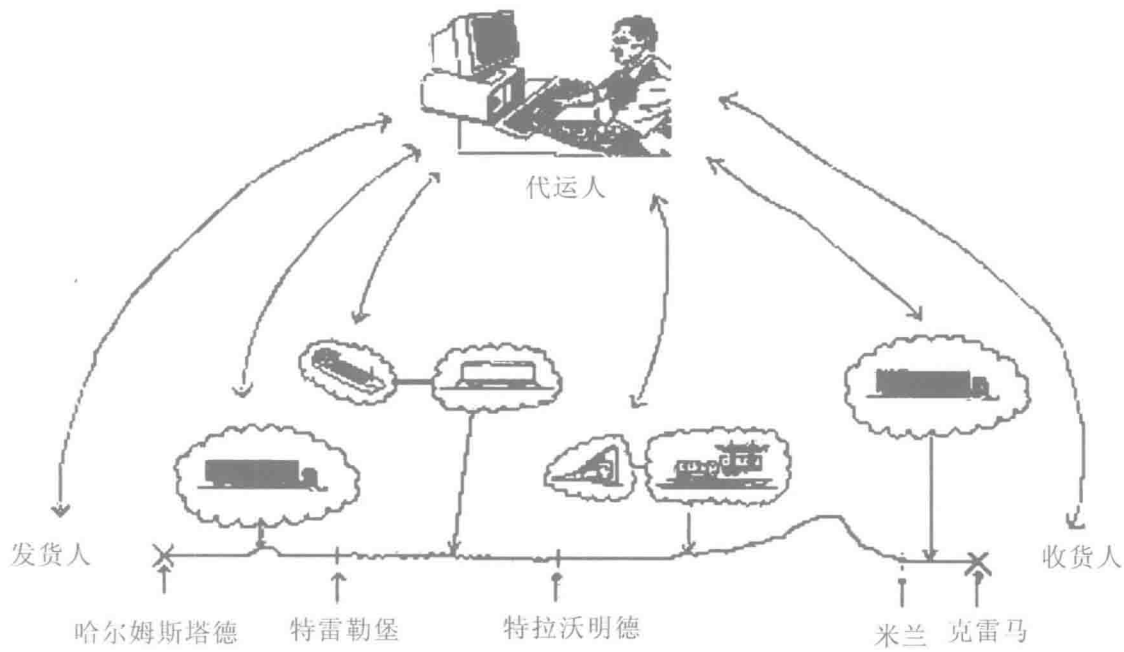 代运人
发货人
收货人
哈尔姆斯塔德
特雷勒堡
特拉沃明德
米兰
克雷马